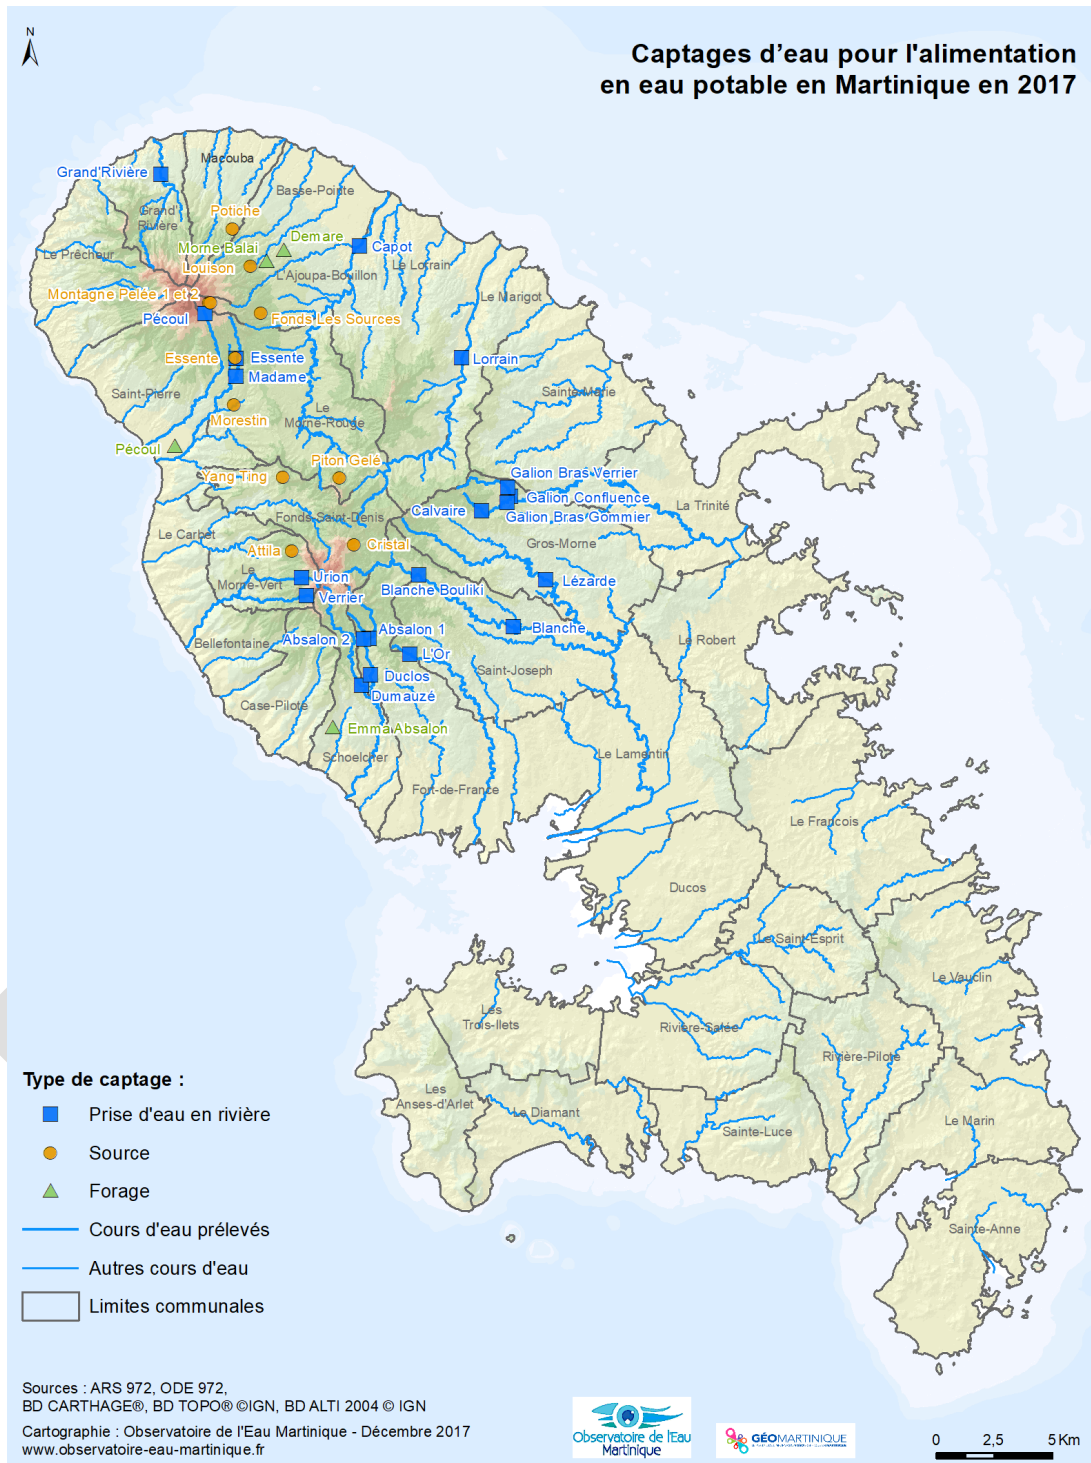 N
Captages d'eau pour l'alimentation
en eau potable en Martinique en 2017
Macouba
Grand'Rivière
Basse-Pointe
Grand'
Rivière
Potiche
Demare
Morne Balai
Capot
Le Prêcheur
Louison
L'Ajoupa-Bouillon
Le Lorrain
Montagne Pelée 1 et 2
Le Marigot
Pécoul
Fonds Les Sources
Essente
Essente
Lorrain
Madame
Saint-Pierre
Sainte-Marie
Le
Morne-Rouge
Morestin
Pécoul
Piton Gelé
Yang Ting
Galion Bras Verrier
Galion Confluence
La Trinité
Calvaire
Galion Bras Gommier
Fonds Saint-Denis
Le Carbet
Cristal
Gros-Morne
Attila
Le
Morne-Vert
Urion
Lézarde
Blanche Bouliki
Verrier
Blanche
Absalon 1
Absalon 2
Bellefontaine
Le Robert
L'Or
Saint-Joseph
Duclos
Dumauzé
Case-Pilote
Emma Absalon
Schoelcher
Le Lamentin
Fort-de-France
Le François
Ducos
Le Saint-Esprit
Le Vauclin
Les
Trois-Ilets
Rivière-Salée
Rivière-Pilote
Les
Anses-d'Arlet
Le Diamant
Sainte-Luce
Le Marin
Sainte-Anne
Type de captage :
Prise d'eau en rivière
Source
Forage
Cours d'eau prélevés
Autres cours d'eau
Limites communales
Sources : ARS 972, ODE 972,
BD CARTHAGE®, BD TOPO® ©IGN, BD ALTI 2004 © IGN
Cartographie : Observatoire de l'Eau Martinique - Décembre 2017
www.observatoire-eau-martinique.fr
Observatoire de l'Eau
Martinique
GÉOMARTINIQUE
0 2,5 5 Km